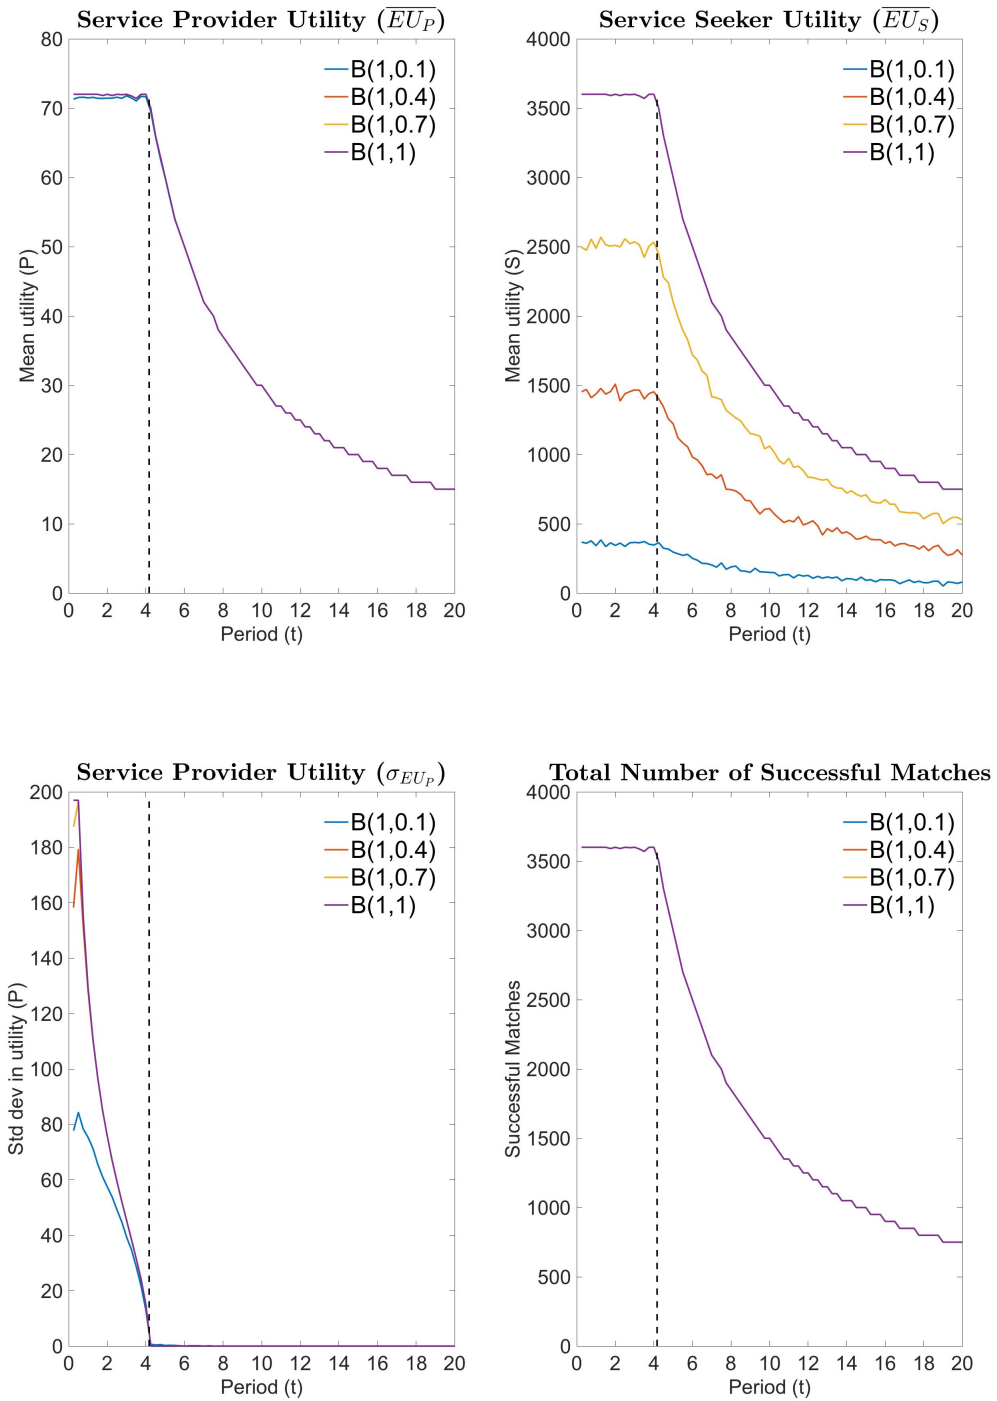 Service Provider Utility (\overline{EU_P})
80
70
60
50
40
30
20
10
0
Mean utility (P)
B(1,0.1)
B(1,0.4)
B(1,0.7)
B(1,1)
0 2 4 6 8 10 12 14 16 18 20
Period (t)
Service Seeker Utility (\overline{EU_S})
4000
3500
3000
2500
2000
1500
1000
500
0
Mean utility (S)
B(1,0.1)
B(1,0.4)
B(1,0.7)
B(1,1)
0 2 4 6 8 10 12 14 16 18 20
Period (t)
Service Provider Utility (σ_{EU_P})
200
180
160
140
120
100
80
60
40
20
0
Std dev in utility (P)
B(1,0.1)
B(1,0.4)
B(1,0.7)
B(1,1)
0 2 4 6 8 10 12 14 16 18 20
Period (t)
Total Number of Successful Matches
4000
3500
3000
2500
2000
1500
1000
500
0
Successful Matches
B(1,0.1)
B(1,0.4)
B(1,0.7)
B(1,1)
0 2 4 6 8 10 12 14 16 18 20
Period (t)